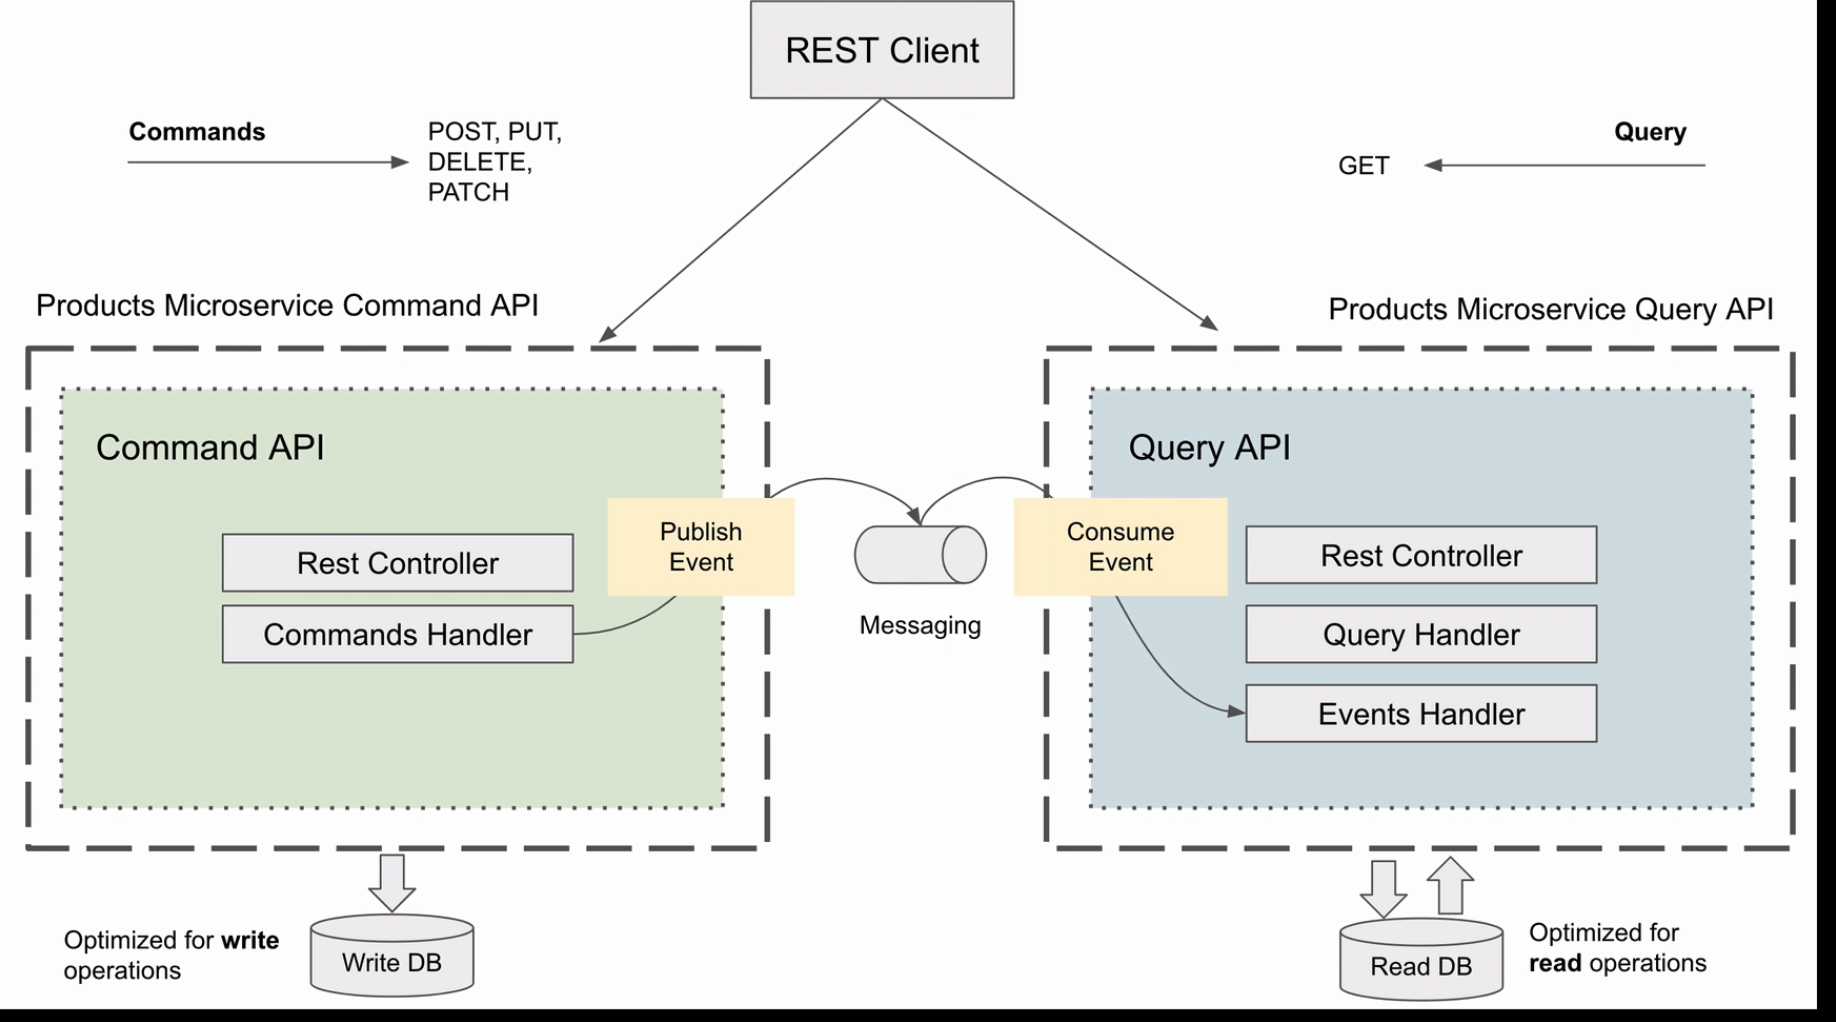 REST Client
Commands
POST, PUT,
DELETE,
PATCH
Query
GET
Products Microservice Command API
Products Microservice Query API
Command API
Rest Controller
Commands Handler
Publish
Event
Messaging
Consume
Event
Query API
Rest Controller
Query Handler
Events Handler
Optimized for write
operations
Write DB
Read DB
Optimized for
read operations